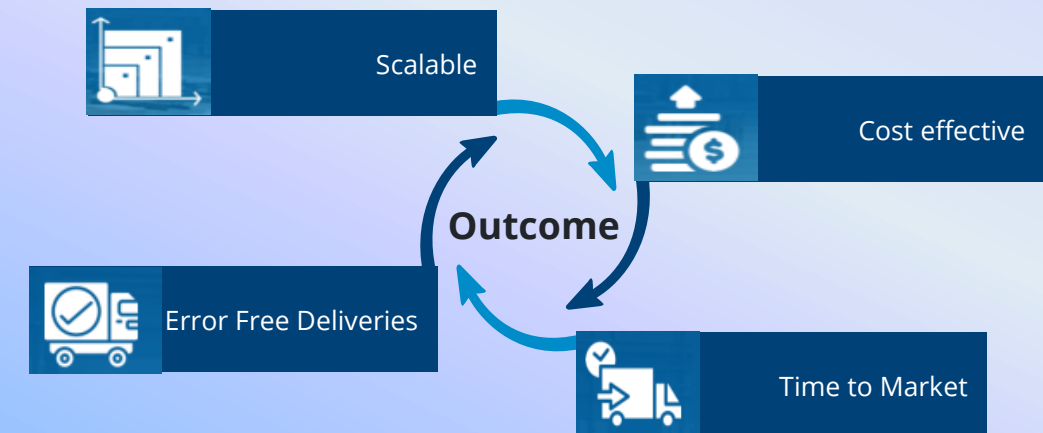 Scalable
Cost effective
Outcome
Error Free Deliveries
Time to Market
$